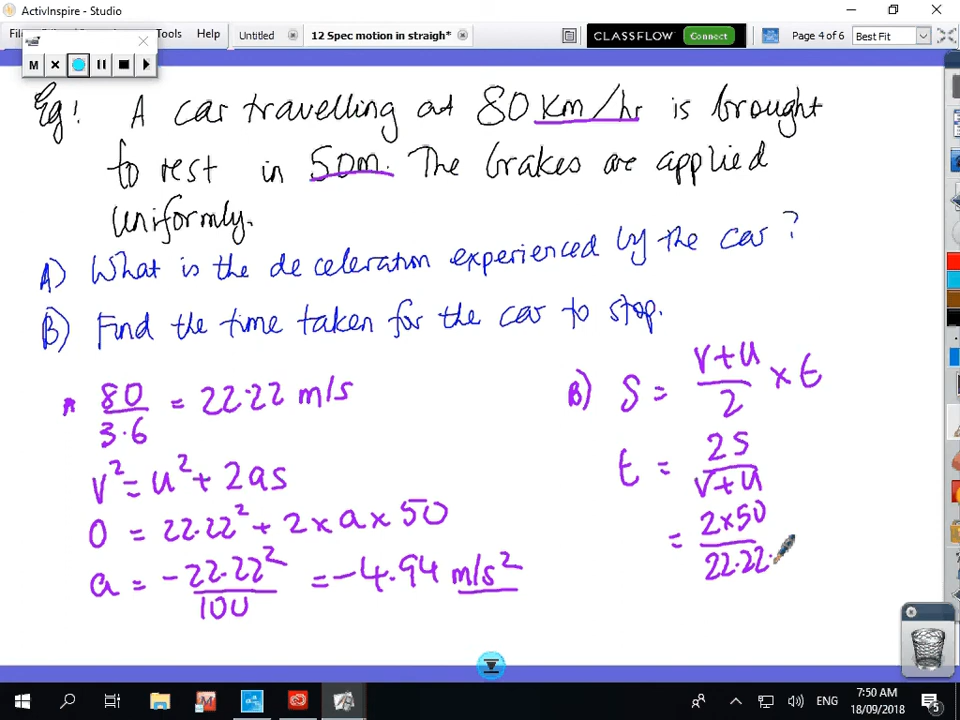 ActivInspire - Studio
Tools Help Untitled 12 Spec motion in straigh* CLASSFLOW Connect Page 4 of 6 Best Fit
M
Eg! A car travelling at 80 km/hr is brought
to rest in 50m. The brakes are applied
uniformly.
A) What is the deceleration experienced by the car?
B) Find the time taken for the car to stop.
A 80/3.6 = 22.22 m/s
v² = u² + 2as
0 = 22.22² + 2 × a × 50
a = -22.22²/100 = -4.94 m/s²
B) S = v+u/2 × t
t = 2s/v+u
= 2×50/22.22.
ENG
7:50 AM
18/09/2018
5